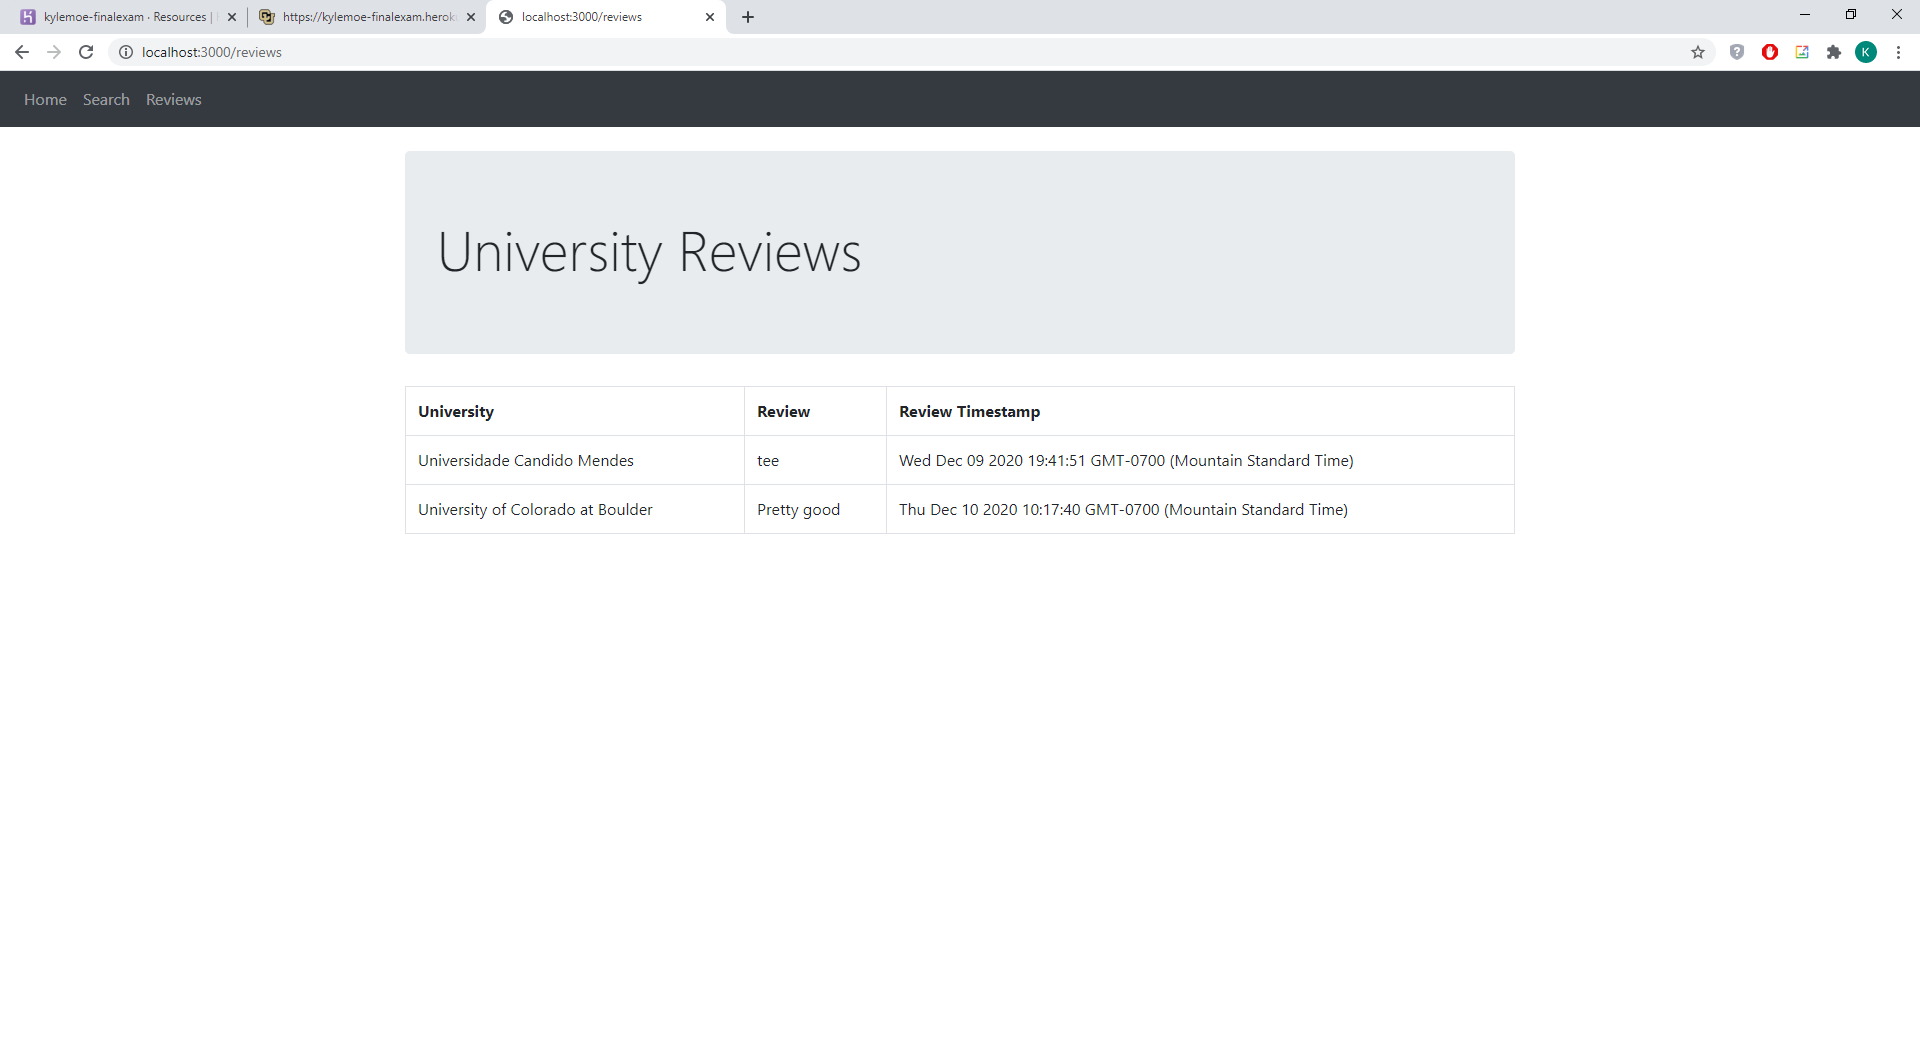 kylemoe-finalexam · Resources |
https://kylemoe-finalexam.herok
localhost:3000/reviews
localhost:3000/reviews
K
Home Search Reviews
University Reviews
University Review Review Timestamp
Universidade Candido Mendes tee Wed Dec 09 2020 19:41:51 GMT-0700 (Mountain Standard Time)
University of Colorado at Boulder Pretty good Thu Dec 10 2020 10:17:40 GMT-0700 (Mountain Standard Time)